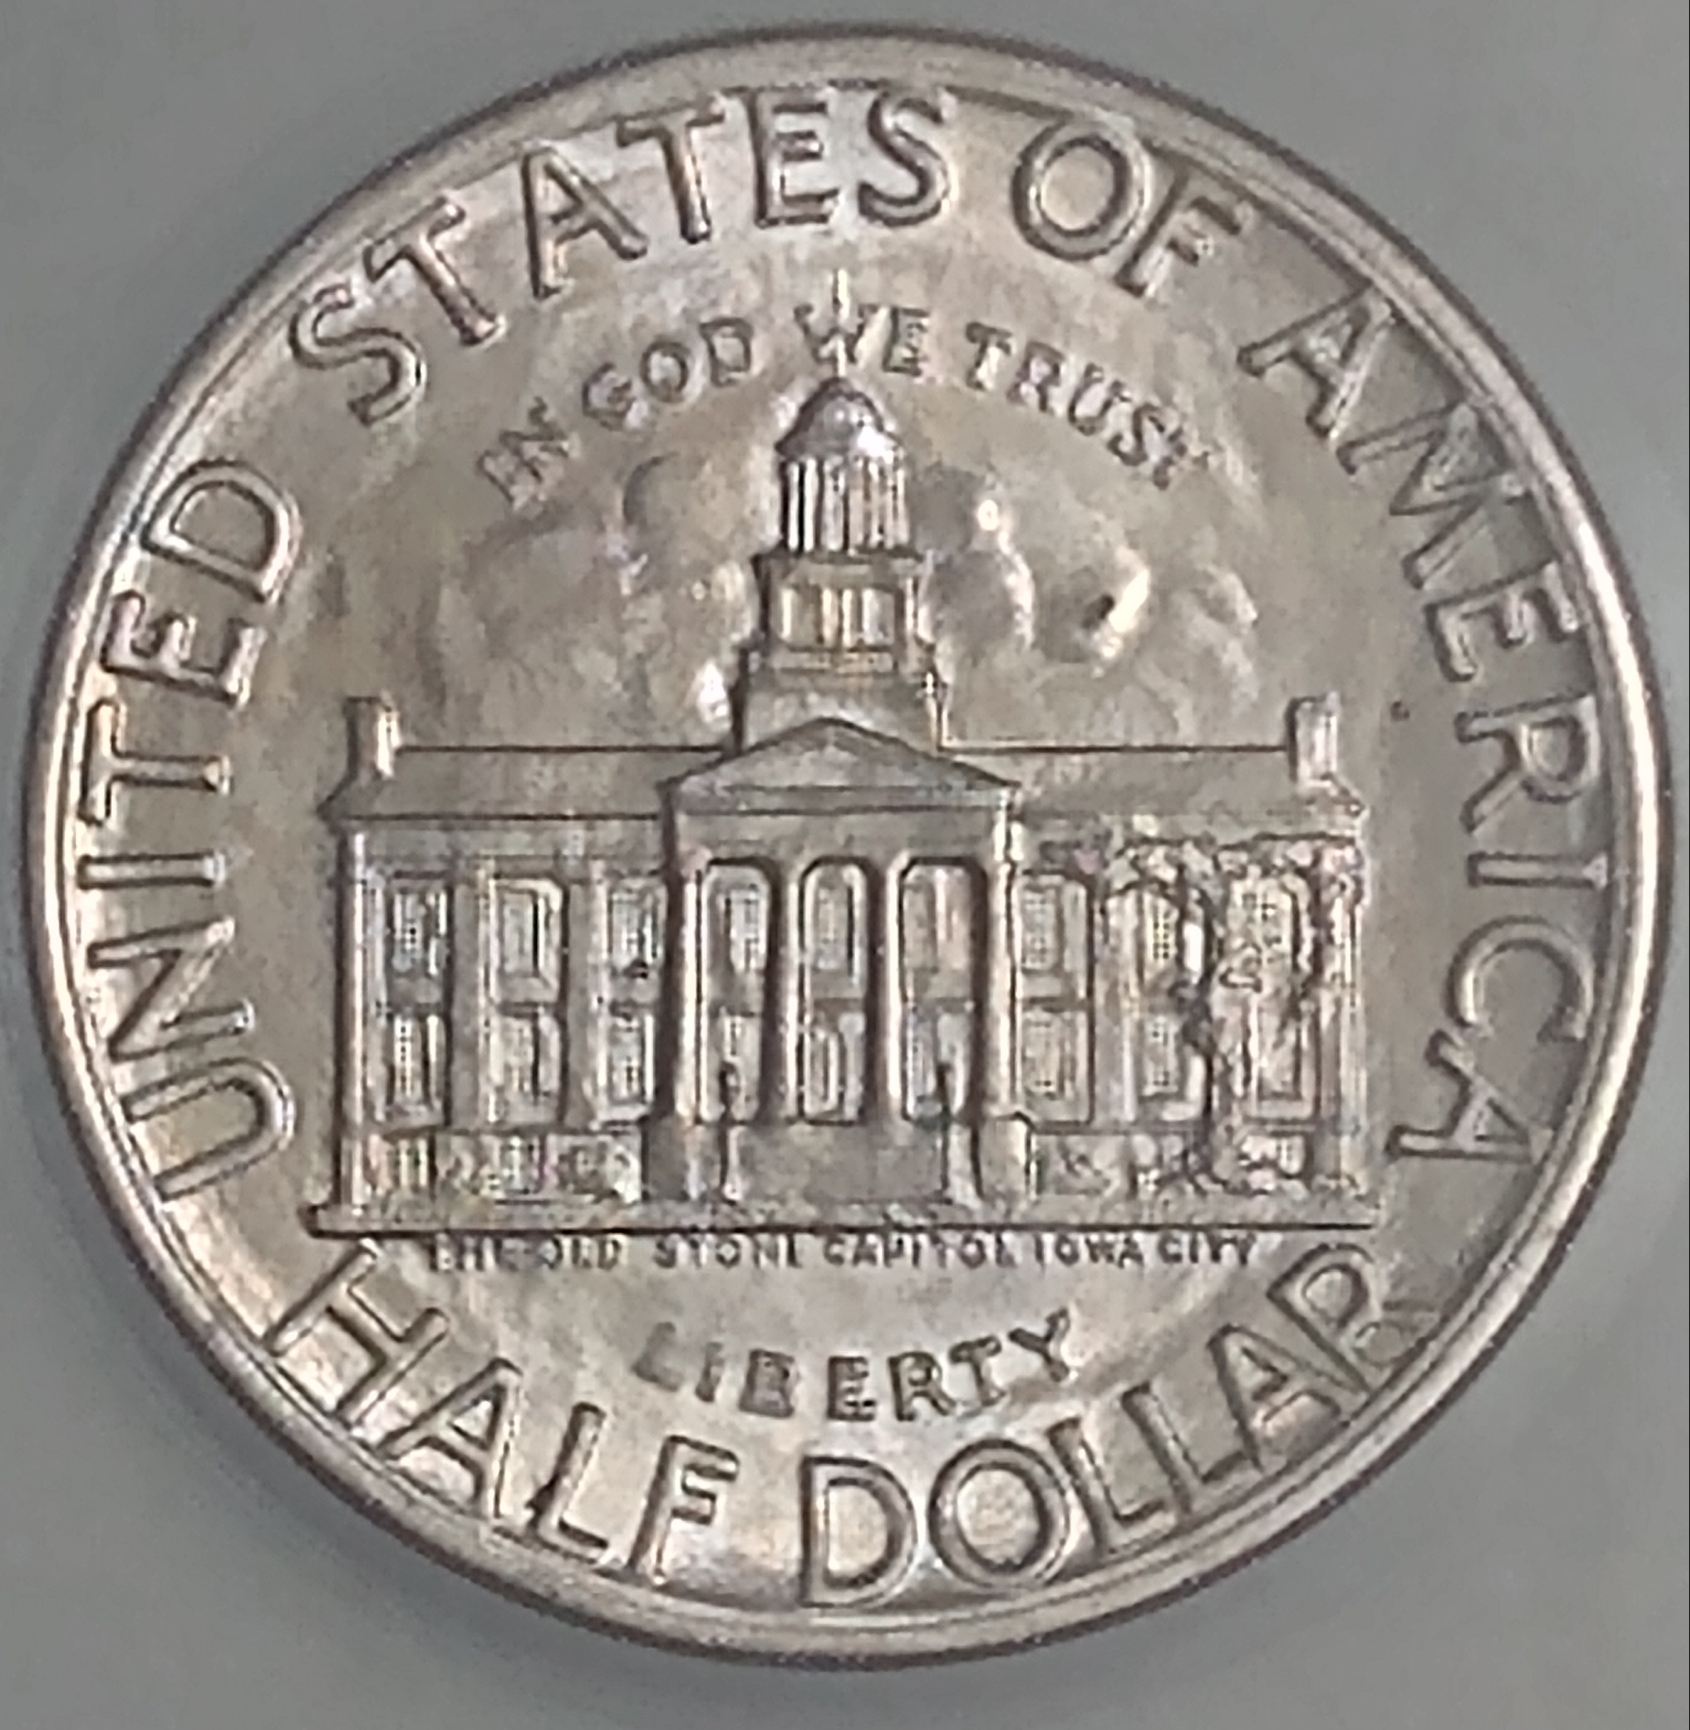 UNITED STATES OF AMERICA
IN GOD WE TRUST
THE OLD STONE CAPITOL IOWA CITY
LIBERTY
HALF DOLLAR